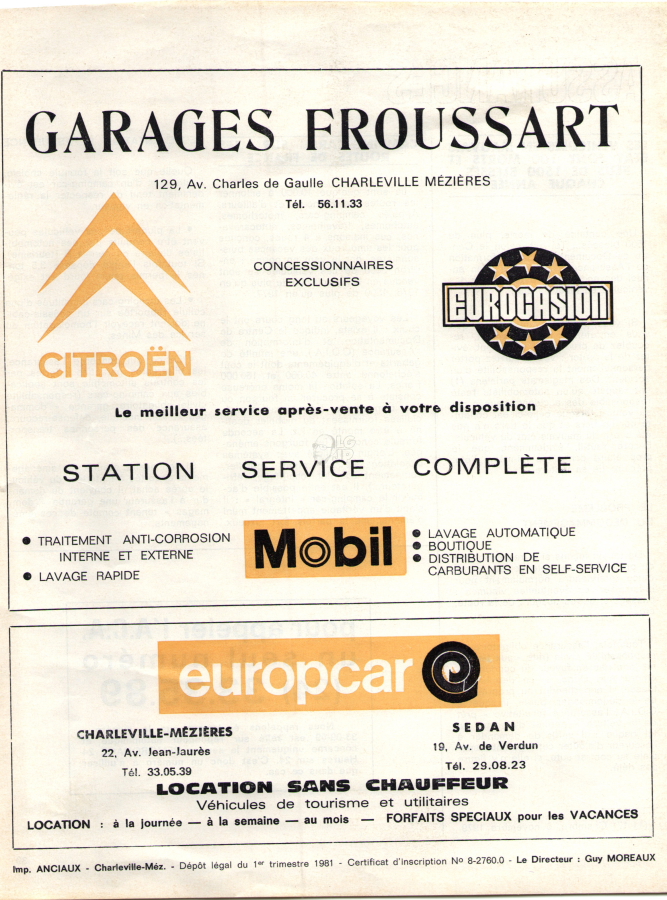 GARAGES FROUSSART
129, Av. Charles de Gaulle CHARLEVILLE MÉZIÈRES
Tél. 56.11.33
CONCESSIONNAIRES
EXCLUSIFS
CITROËN
EUROCASION
Le meilleur service après-vente à votre disposition
STATION SERVICE COMPLÈTE
● TRAITEMENT ANTI-CORROSION
INTERNE ET EXTERNE
● LAVAGE RAPIDE
Mobil
● LAVAGE AUTOMATIQUE
● BOUTIQUE
● DISTRIBUTION DE
CARBURANTS EN SELF-SERVICE
europcar
CHARLEVILLE-MÉZIÈRES
22, Av. Jean-Jaurès
Tél. 33.05.39
SEDAN
19, Av. de Verdun
Tél. 29.08.23
LOCATION SANS CHAUFFEUR
Véhicules de tourisme et utilitaires
LOCATION : à la journée — à la semaine — au mois — FORFAITS SPECIAUX pour les VACANCES
Imp. ANCIAUX - Charleville-Méz. - Dépôt légal du 1er trimestre 1981 - Certificat d'inscription No 8-2760.0 - Le Directeur : Guy MOREAUX